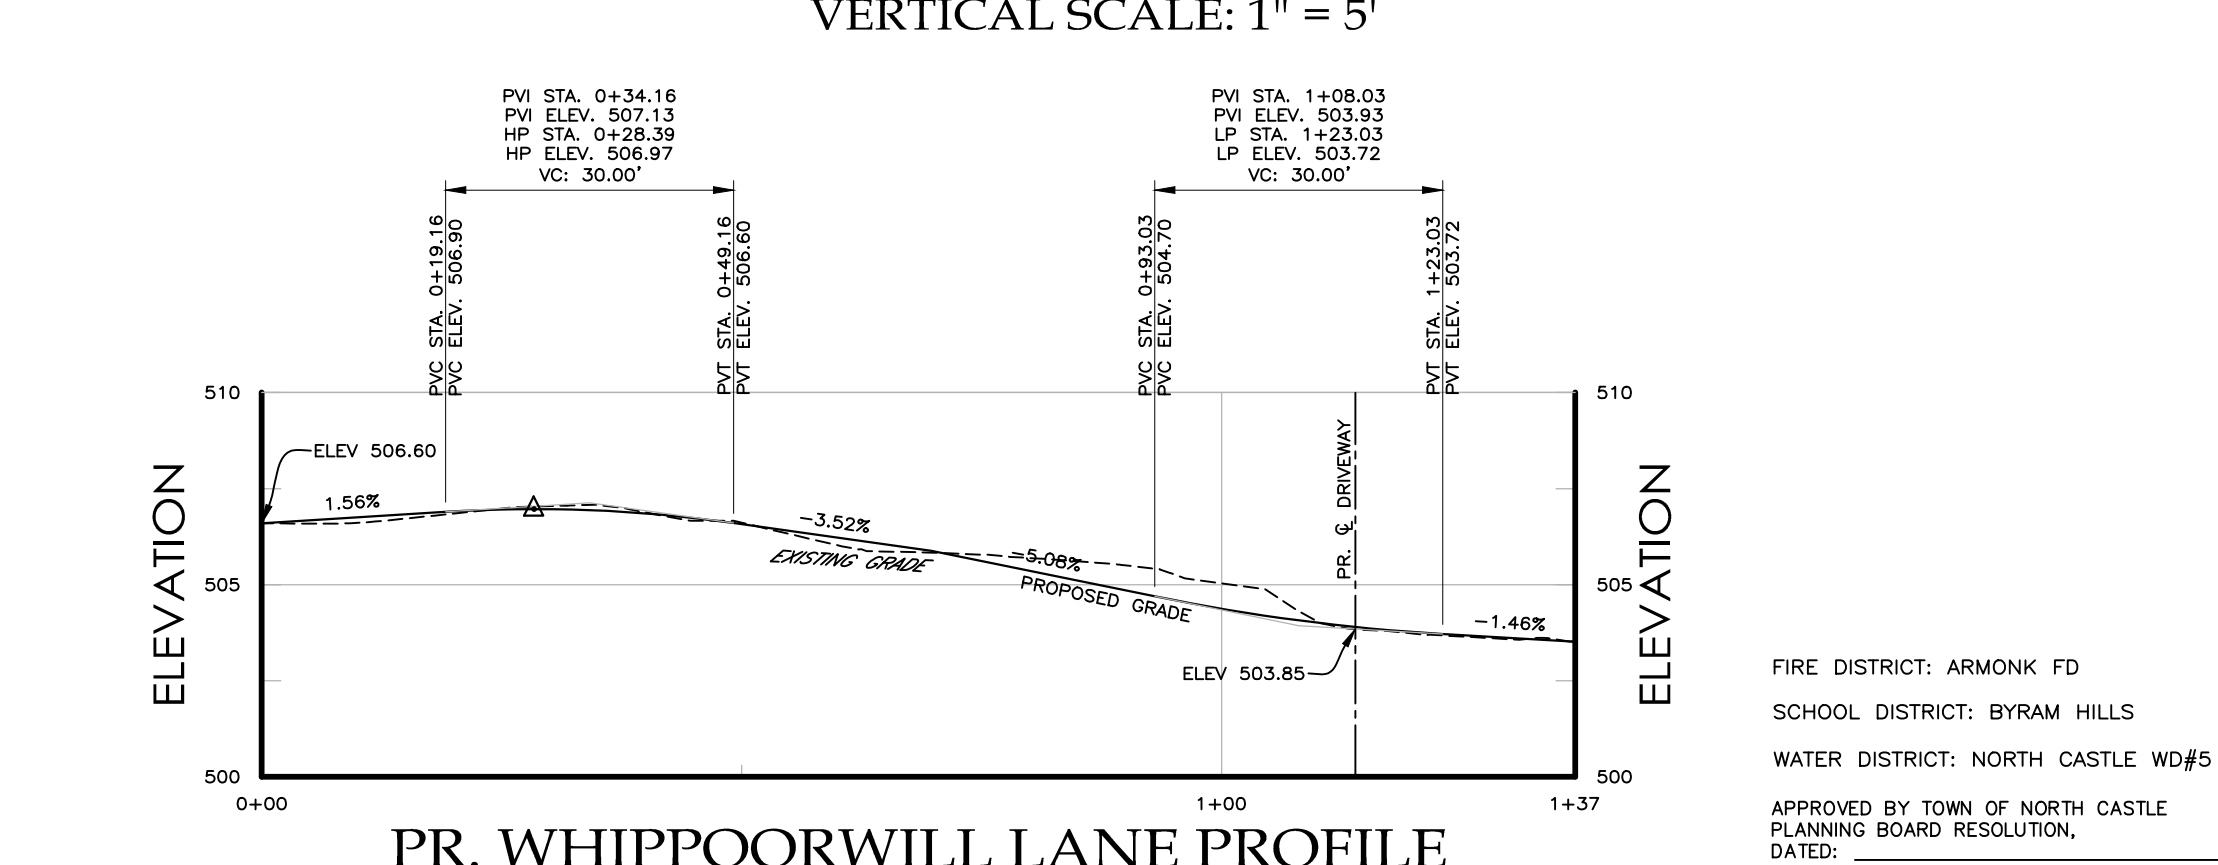 VERTICAL SCALE: 1" = 5'
PVI STA. 0+34.16
PVI ELEV. 507.13
HP STA. 0+28.39
HP ELEV. 506.97
VC: 30.00'
PVI STA. 1+08.03
PVI ELEV. 503.93
LP STA. 1+23.03
LP ELEV. 503.72
VC: 30.00'
PVC STA. 0+19.16
PVC ELEV. 506.90
PVT STA. 0+49.16
PVT ELEV. 506.60
PVC STA. 0+93.03
PVC ELEV. 504.70
PVT STA. 1+23.03
PVT ELEV. 503.72
510
510
ELEV 506.60
1.56%
-3.52%
EXISTING GRADE
-5.08%
PROPOSED GRADE
PR. ℄ DRIVEWAY
-1.46%
ELEV 503.85
ELEVATION
ELEVATION
505
505
500
500
0+00
1+00
1+37
PR. WHIPPOORWILL LANE PROFILE
FIRE DISTRICT: ARMONK FD
SCHOOL DISTRICT: BYRAM HILLS
WATER DISTRICT: NORTH CASTLE WD#5
APPROVED BY TOWN OF NORTH CASTLE
PLANNING BOARD RESOLUTION,
DATED: